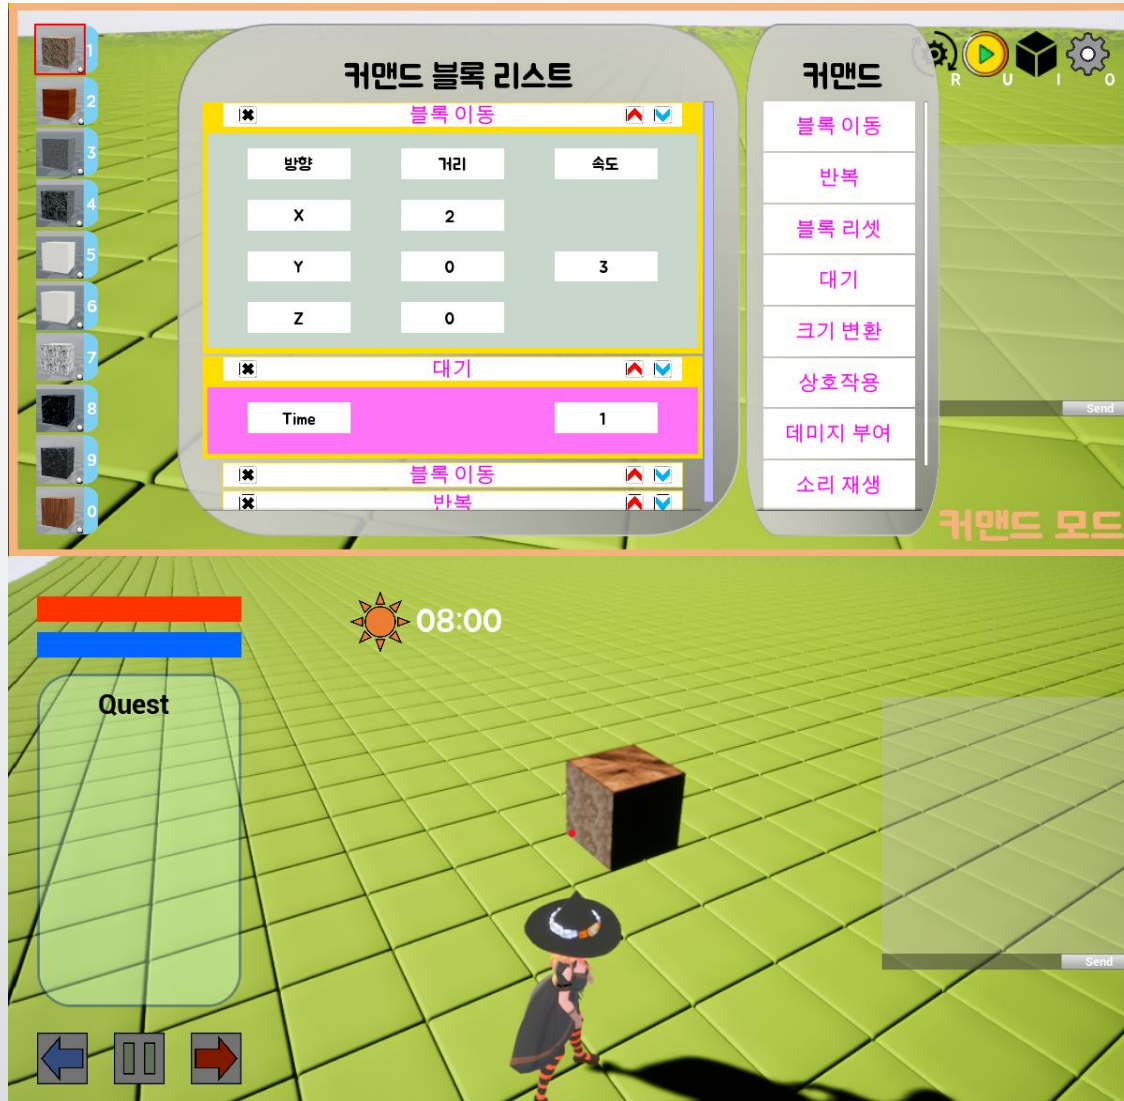 1
2
3
4
5
6
7
8
9
0
커맨드 블록 리스트
블록 이동
방향 거리 속도
X 2
Y 0 3
Z 0
대기
Time 1
블록 이동
반복
커맨드
블록 이동
반복
블록 리셋
대기
크기 변환
상호작용
데미지 부여
소리 재생
R U I O
Send
커맨드 모드
08:00
Quest
Send